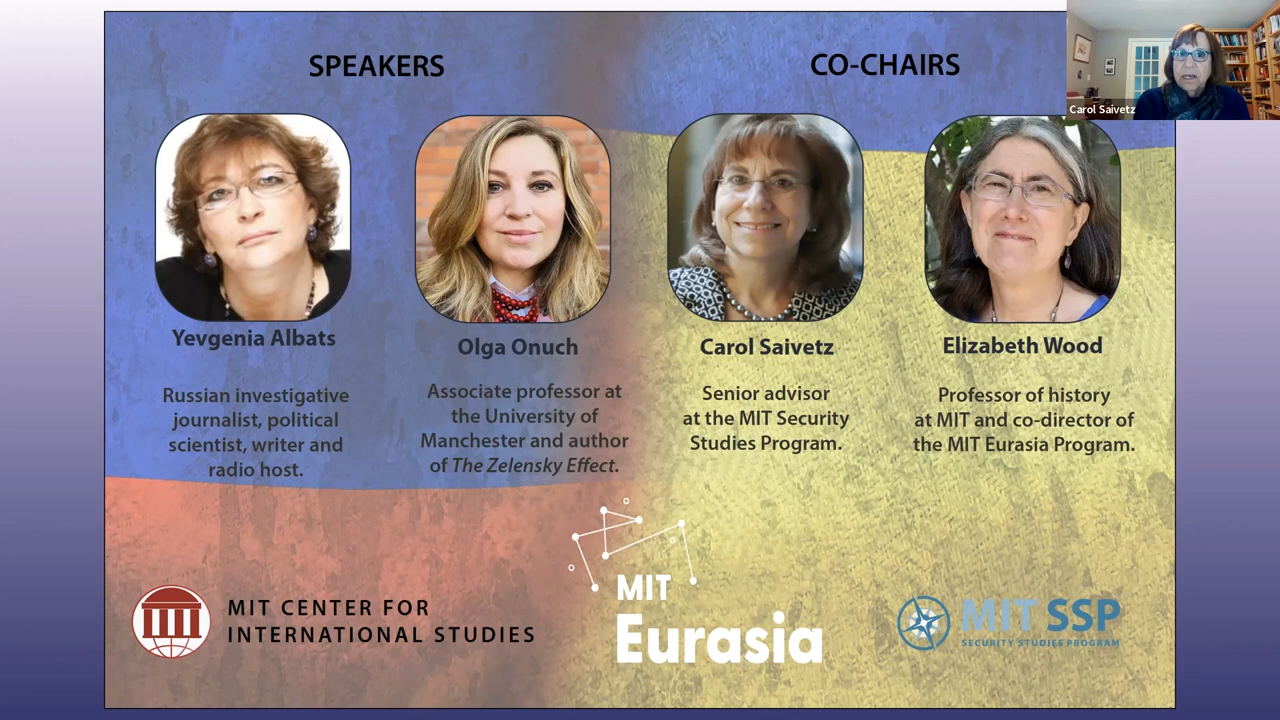 SPEAKERS
CO-CHAIRS
Carol Saivetz
Yevgenia Albats
Russian investigative
journalist, political
scientist, writer and
radio host.
Olga Onuch
Associate professor at
the University of
Manchester and author
of The Zelensky Effect.
Carol Saivetz
Senior advisor
at the MIT Security
Studies Program.
Elizabeth Wood
Professor of history
at MIT and co-director of
the MIT Eurasia Program.
MIT CENTER FOR
INTERNATIONAL STUDIES
MIT
Eurasia
MIT SSP
SECURITY STUDIES PROGRAM